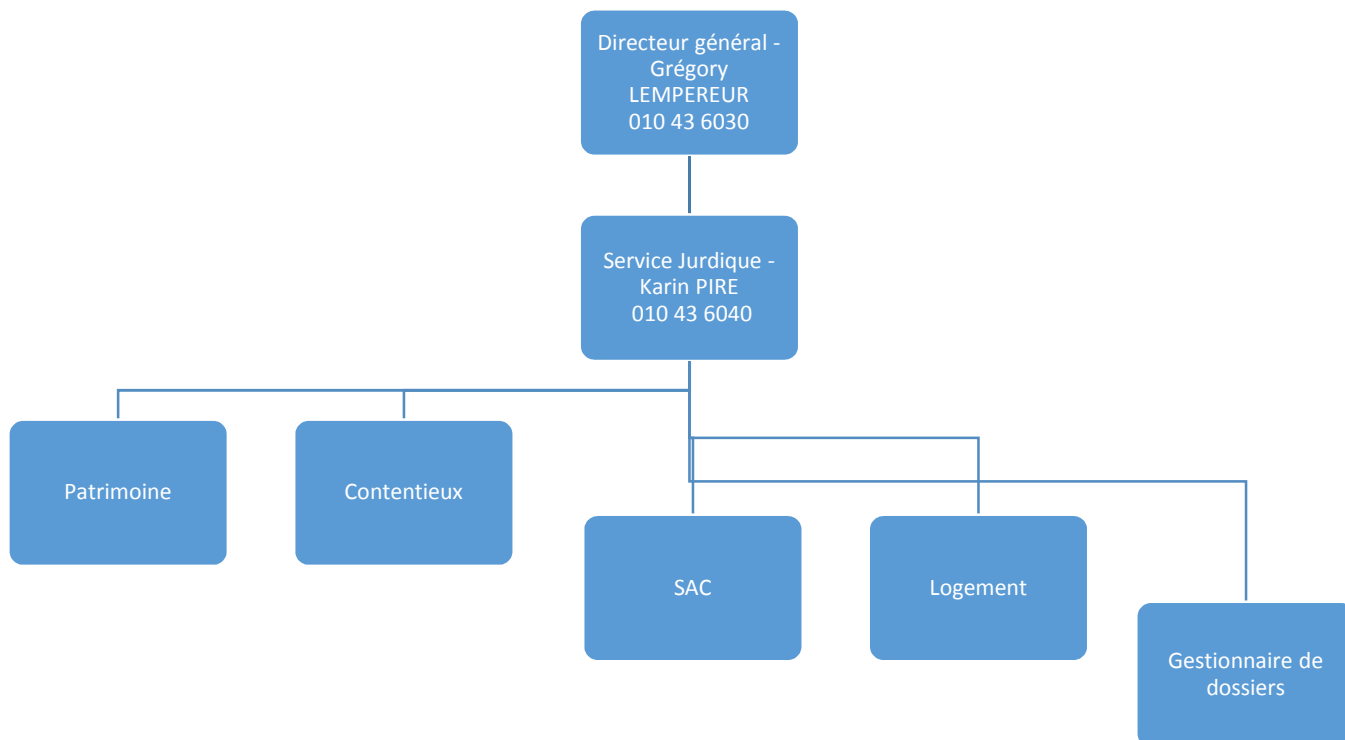 Directeur général -
Grégory
LEMPEREUR
010 43 6030
Service Jurdique -
Karin PIRE
010 43 6040
Patrimoine
Contentieux
SAC
Logement
Gestionnaire de
dossiers